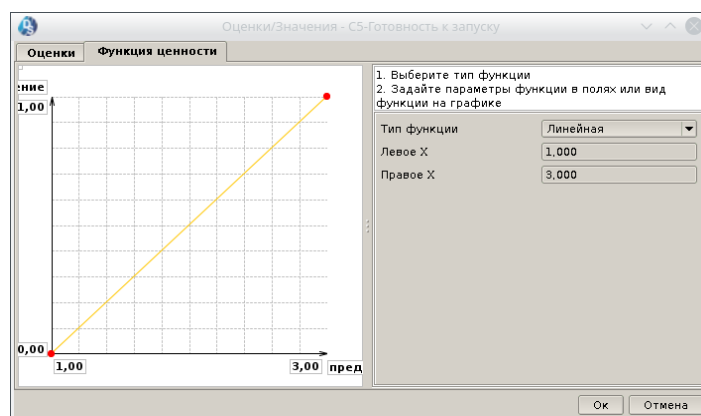 Оценки/Значения - C5-Готовность к запуску
Оценки
Функция ценности
ение
1,00
0,00
1,00
3,00
пред
1. Выберите тип функции
2. Задайте параметры функции в полях или вид
функции на графике
Тип функции
Линейная
Левое X
1,000
Правое X
3,000
Ок
Отмена